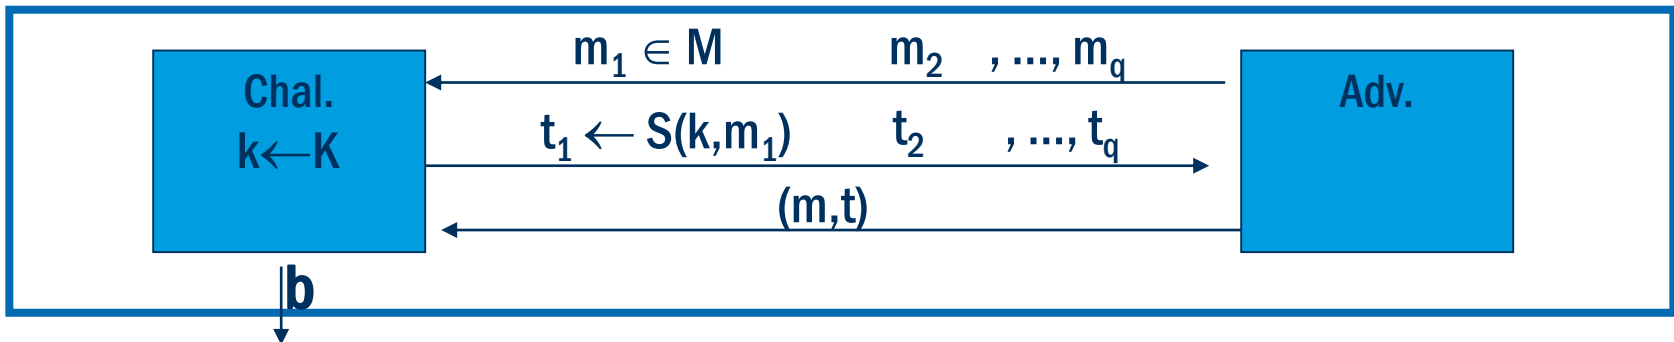 Chal.
k←K
m₁ ∈ M m₂ , ..., m_q
t₁ ← S(k,m₁) t₂ , ..., t_q
(m,t)
Adv.
b